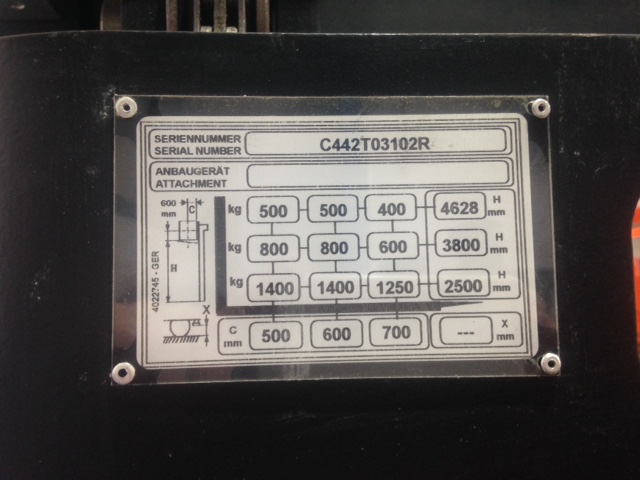 SERIENNUMMER
SERIAL NUMBER
C442T03102R
ANBAUGERÄT
ATTACHMENT
600 mm
C
H
X
4022745 - GER
kg 500 500 400 4628 H mm
kg 800 800 600 3800 H mm
kg 1400 1400 1250 2500 H mm
C mm 500 600 700 --- X mm